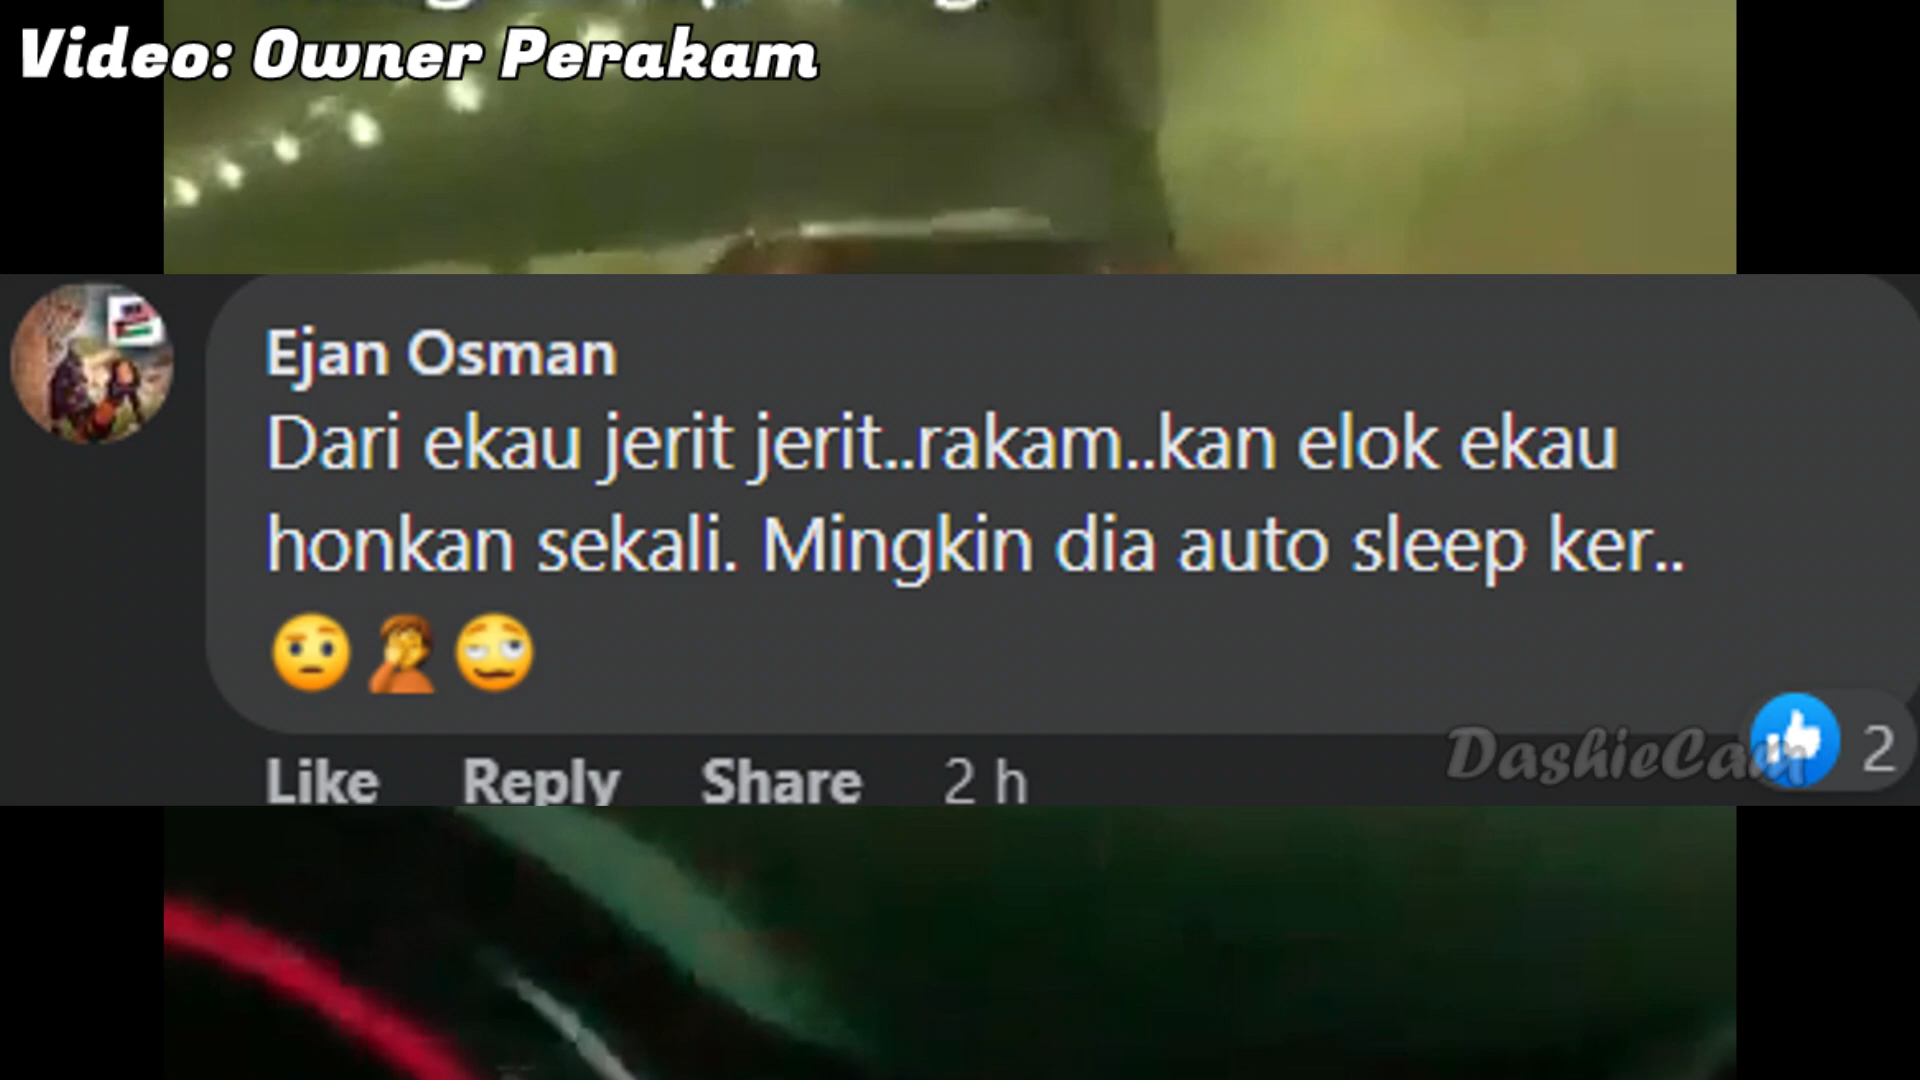 Video: Owner Perakam
Ejan Osman
Dari ekau jerit jerit..rakam..kan elok ekau
honkan sekali. Mingkin dia auto sleep ker..
🤨🤦🥴
Like Reply Share 2 h
DashieCam
2